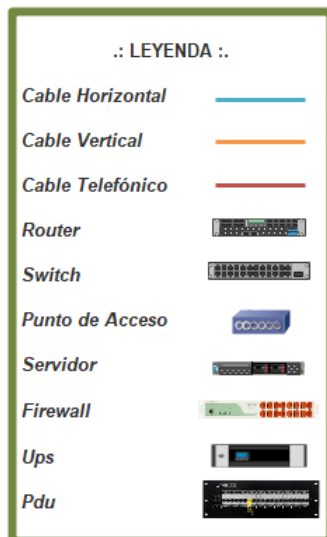 .: LEYENDA :.
Cable Horizontal
Cable Vertical
Cable Telefónico
Router
Switch
Punto de Acceso
Servidor
Firewall
Ups
Pdu